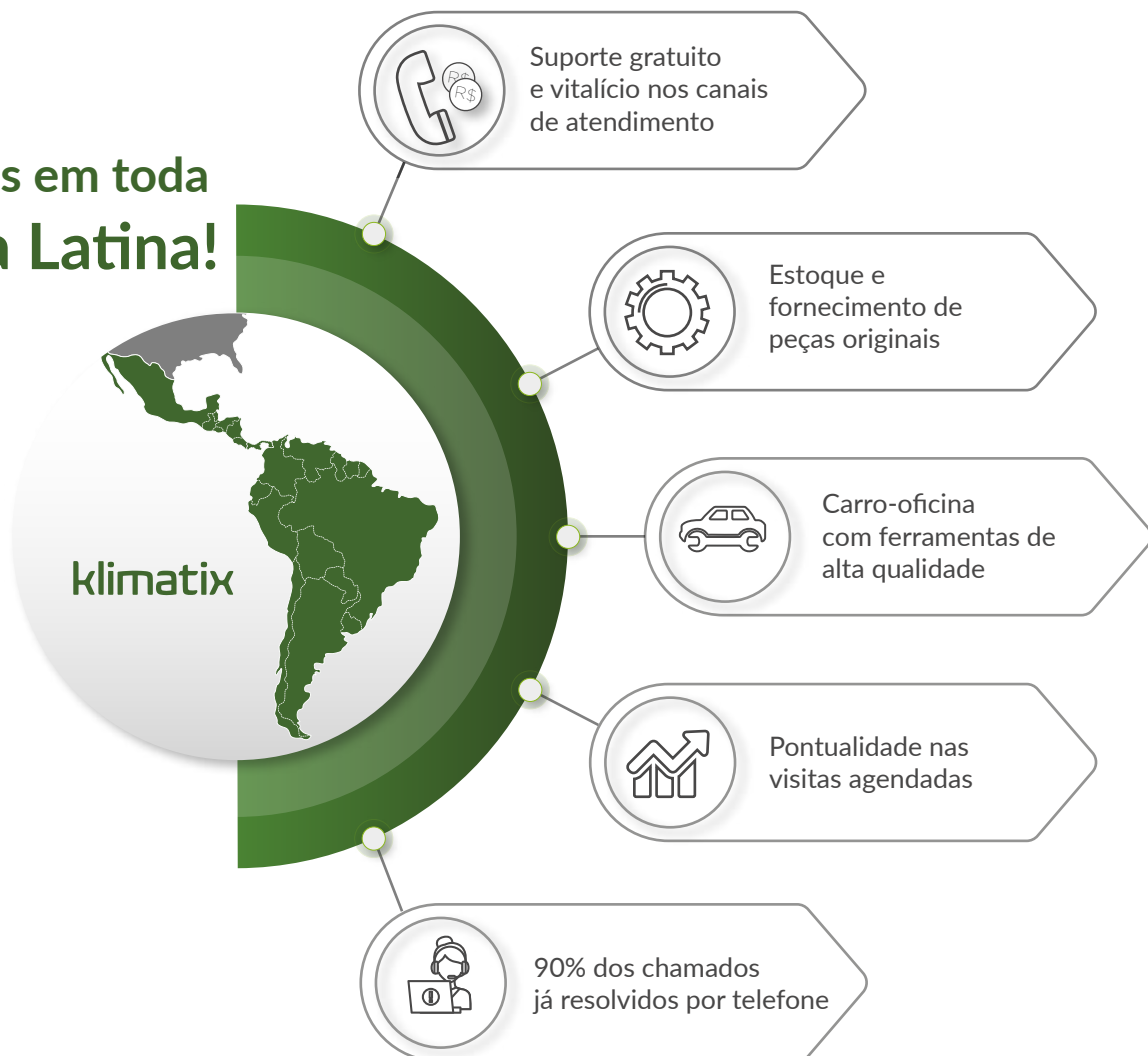 s em toda
a Latina!
klimatix
R$
R$
Suporte gratuito
e vitalício nos canais
de atendimento
Estoque e
fornecimento de
peças originais
Carro-oficina
com ferramentas de
alta qualidade
Pontualidade nas
visitas agendadas
90% dos chamados
já resolvidos por telefone